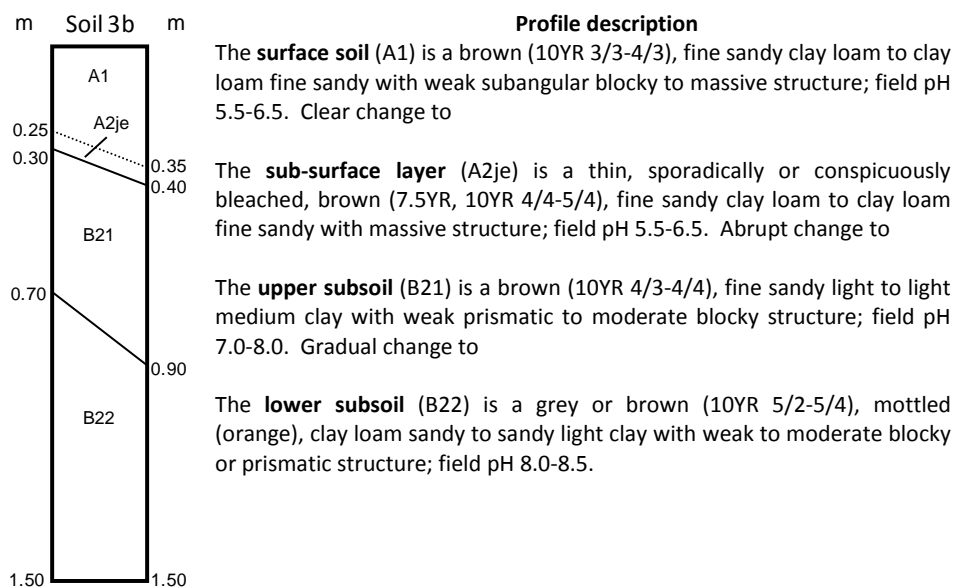 m Soil 3b m
A1
A2je
0.25
0.30
0.35
0.40
B21
0.70
0.90
B22
1.50 1.50
Profile description
The surface soil (A1) is a brown (10YR 3/3-4/3), fine sandy clay loam to clay
loam fine sandy with weak subangular blocky to massive structure; field pH
5.5-6.5. Clear change to
The sub-surface layer (A2je) is a thin, sporadically or conspicuously
bleached, brown (7.5YR, 10YR 4/4-5/4), fine sandy clay loam to clay loam
fine sandy with massive structure; field pH 5.5-6.5. Abrupt change to
The upper subsoil (B21) is a brown (10YR 4/3-4/4), fine sandy light to light
medium clay with weak prismatic to moderate blocky structure; field pH
7.0-8.0. Gradual change to
The lower subsoil (B22) is a grey or brown (10YR 5/2-5/4), mottled
(orange), clay loam sandy to sandy light clay with weak to moderate blocky
or prismatic structure; field pH 8.0-8.5.